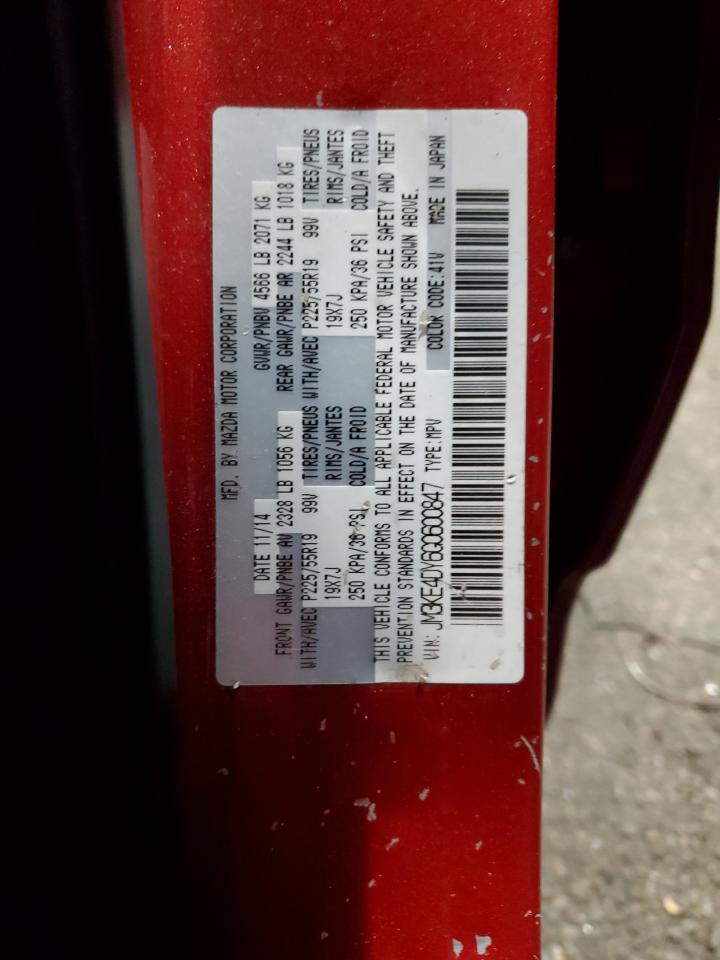 MFD. BY MAZDA MOTOR CORPORATION
DATE 11/14 GVWR/PNBV 4566 LB 2071 KG
FRONT GAWR/PNBE AV 2328 LB 1056 KG REAR GAWR/PNBE AR 2244 LB 1018 KG
WITH/AVEC P225/55R19 99V TIRES/PNEUS WITH/AVEC P225/55R19 99V TIRES/PNEUS
19X7J RIMS/JANTES 19X7J RIMS/JANTES
250 KPA/36 PSI COLD/A FROID 250 KPA/36 PSI COLD/A FROID
THIS VEHICLE CONFORMS TO ALL APPLICABLE FEDERAL MOTOR VEHICLE SAFETY AND THEFT
PREVENTION STANDARDS IN EFFECT ON THE DATE OF MANUFACTURE SHOWN ABOVE.
VIN: JM3KE4DY6G0600847 TYPE:MPV COLOR CODE:41V MADE IN JAPAN